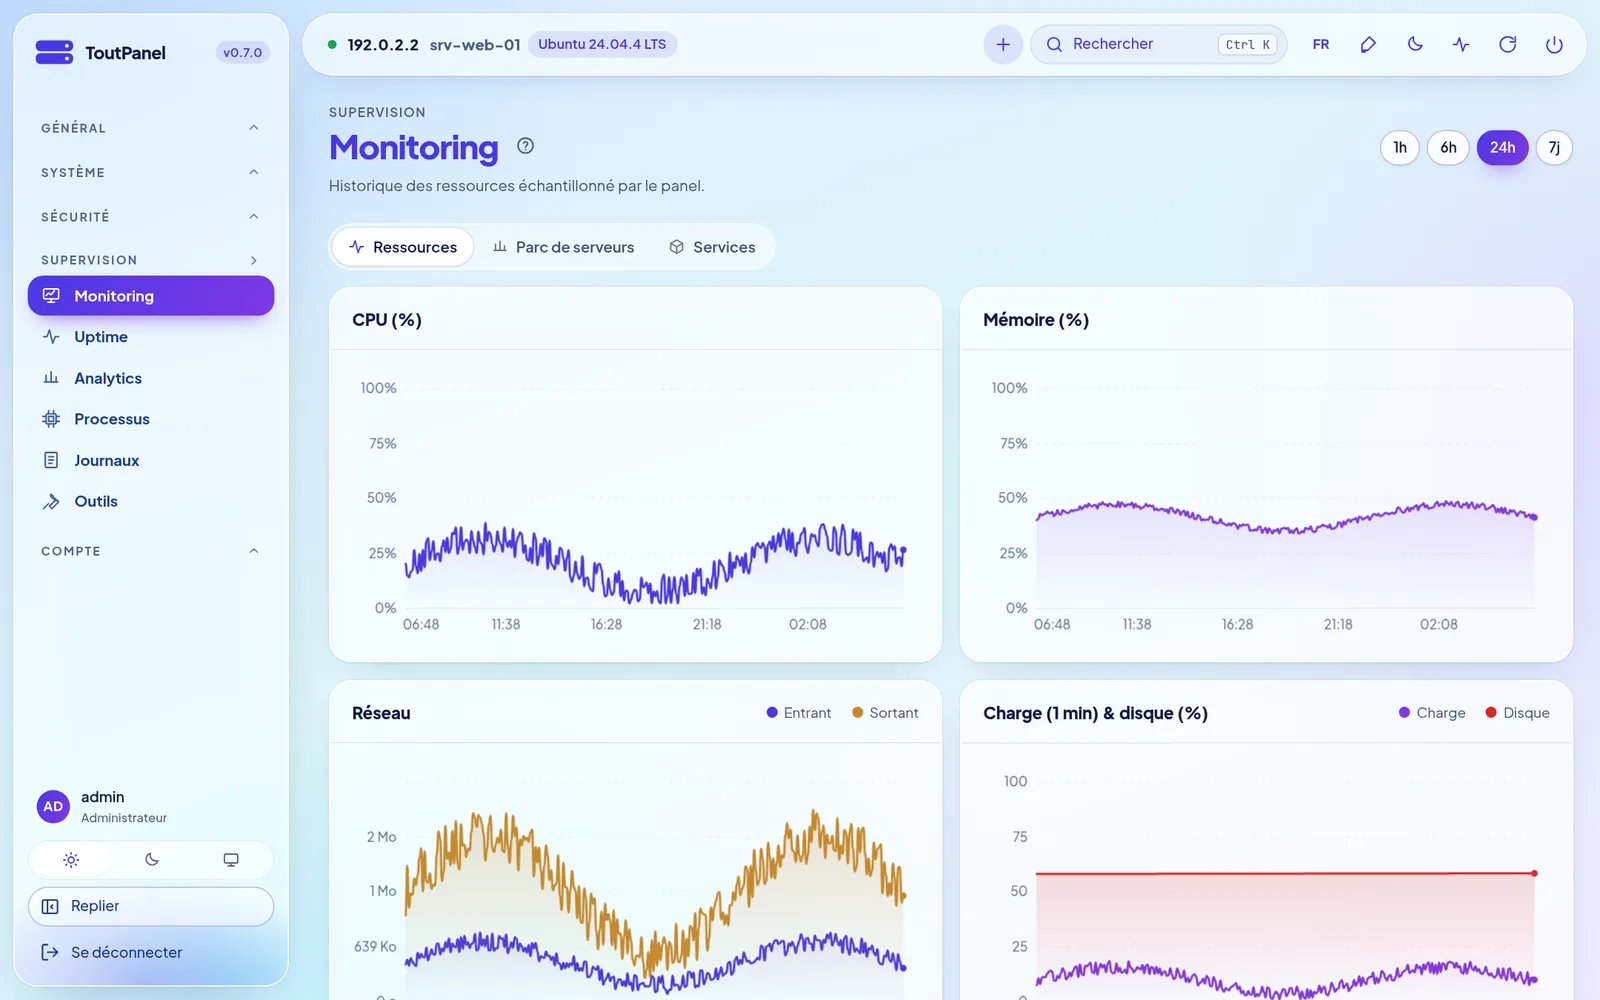 ToutPanel
v0.7.0
GÉNÉRAL
SYSTÈME
SÉCURITÉ
SUPERVISION
Monitoring
Uptime
Analytics
Processus
Journaux
Outils
COMPTE
AD
admin
Administrateur
Replier
Se déconnecter
192.0.2.2 srv-web-01 Ubuntu 24.04.4 LTS
Rechercher Ctrl K
FR
SUPERVISION
Monitoring
Historique des ressources échantillonné par le panel.
1h 6h 24h 7j
Ressources Parc de serveurs Services
CPU (%)
100%
75%
50%
25%
0%
06:48 11:38 16:28 21:18 02:08
Mémoire (%)
100%
75%
50%
25%
0%
06:48 11:38 16:28 21:18 02:08
Réseau
Entrant Sortant
2 Mo
1 Mo
639 Ko
Charge (1 min) & disque (%)
Charge Disque
100
75
50
25